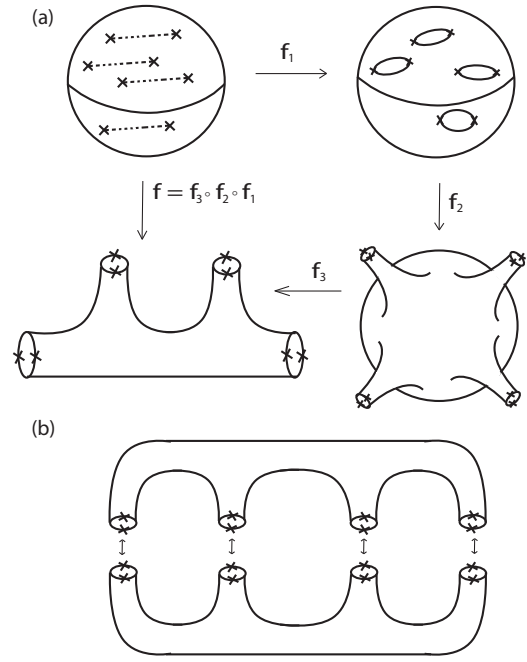 (a)
f₁
f = f₃ ∘ f₂ ∘ f₁
f₂
f₃
(b)